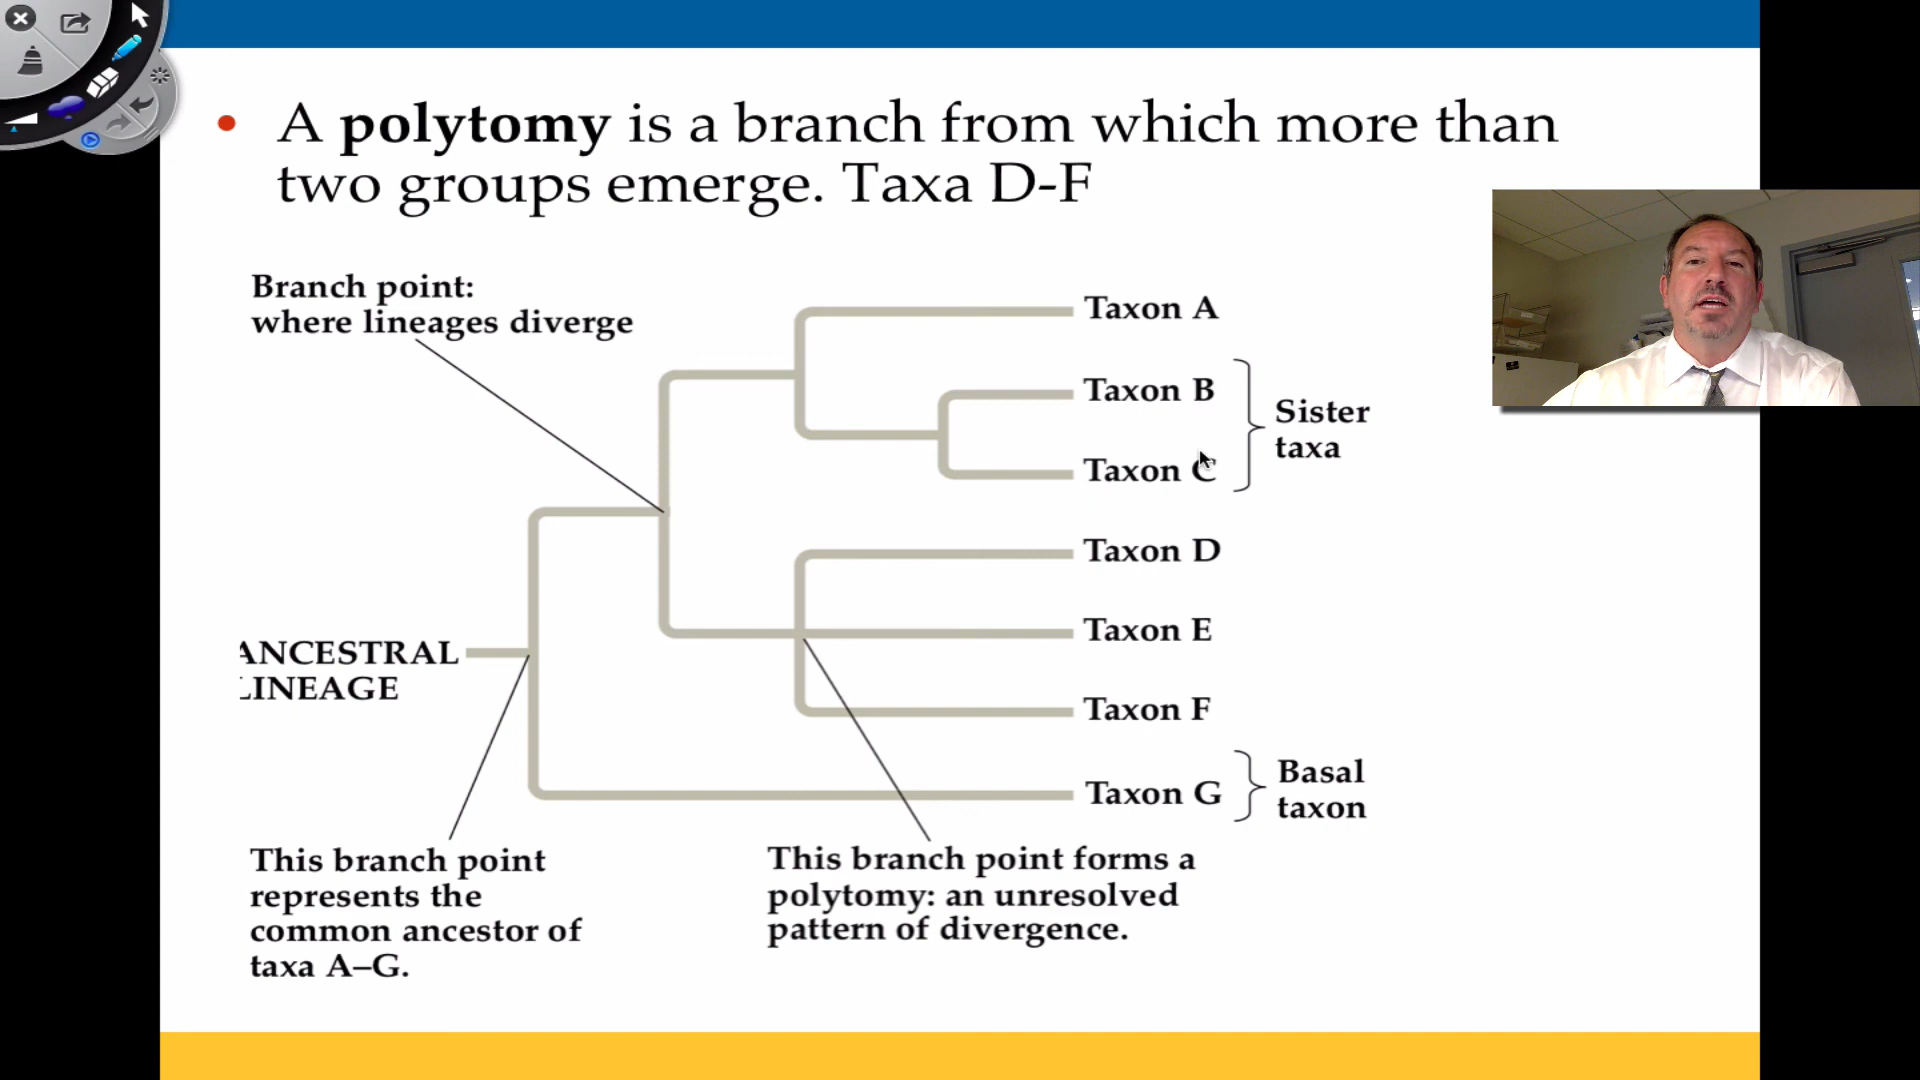 • A polytomy is a branch from which more than
two groups emerge. Taxa D-F
Branch point:
where lineages diverge
Taxon A
Taxon B
Sister
taxa
Taxon C
Taxon D
Taxon E
ANCESTRAL
LINEAGE
Taxon F
Basal
taxon
Taxon G
This branch point
represents the
common ancestor of
taxa A–G.
This branch point forms a
polytomy: an unresolved
pattern of divergence.